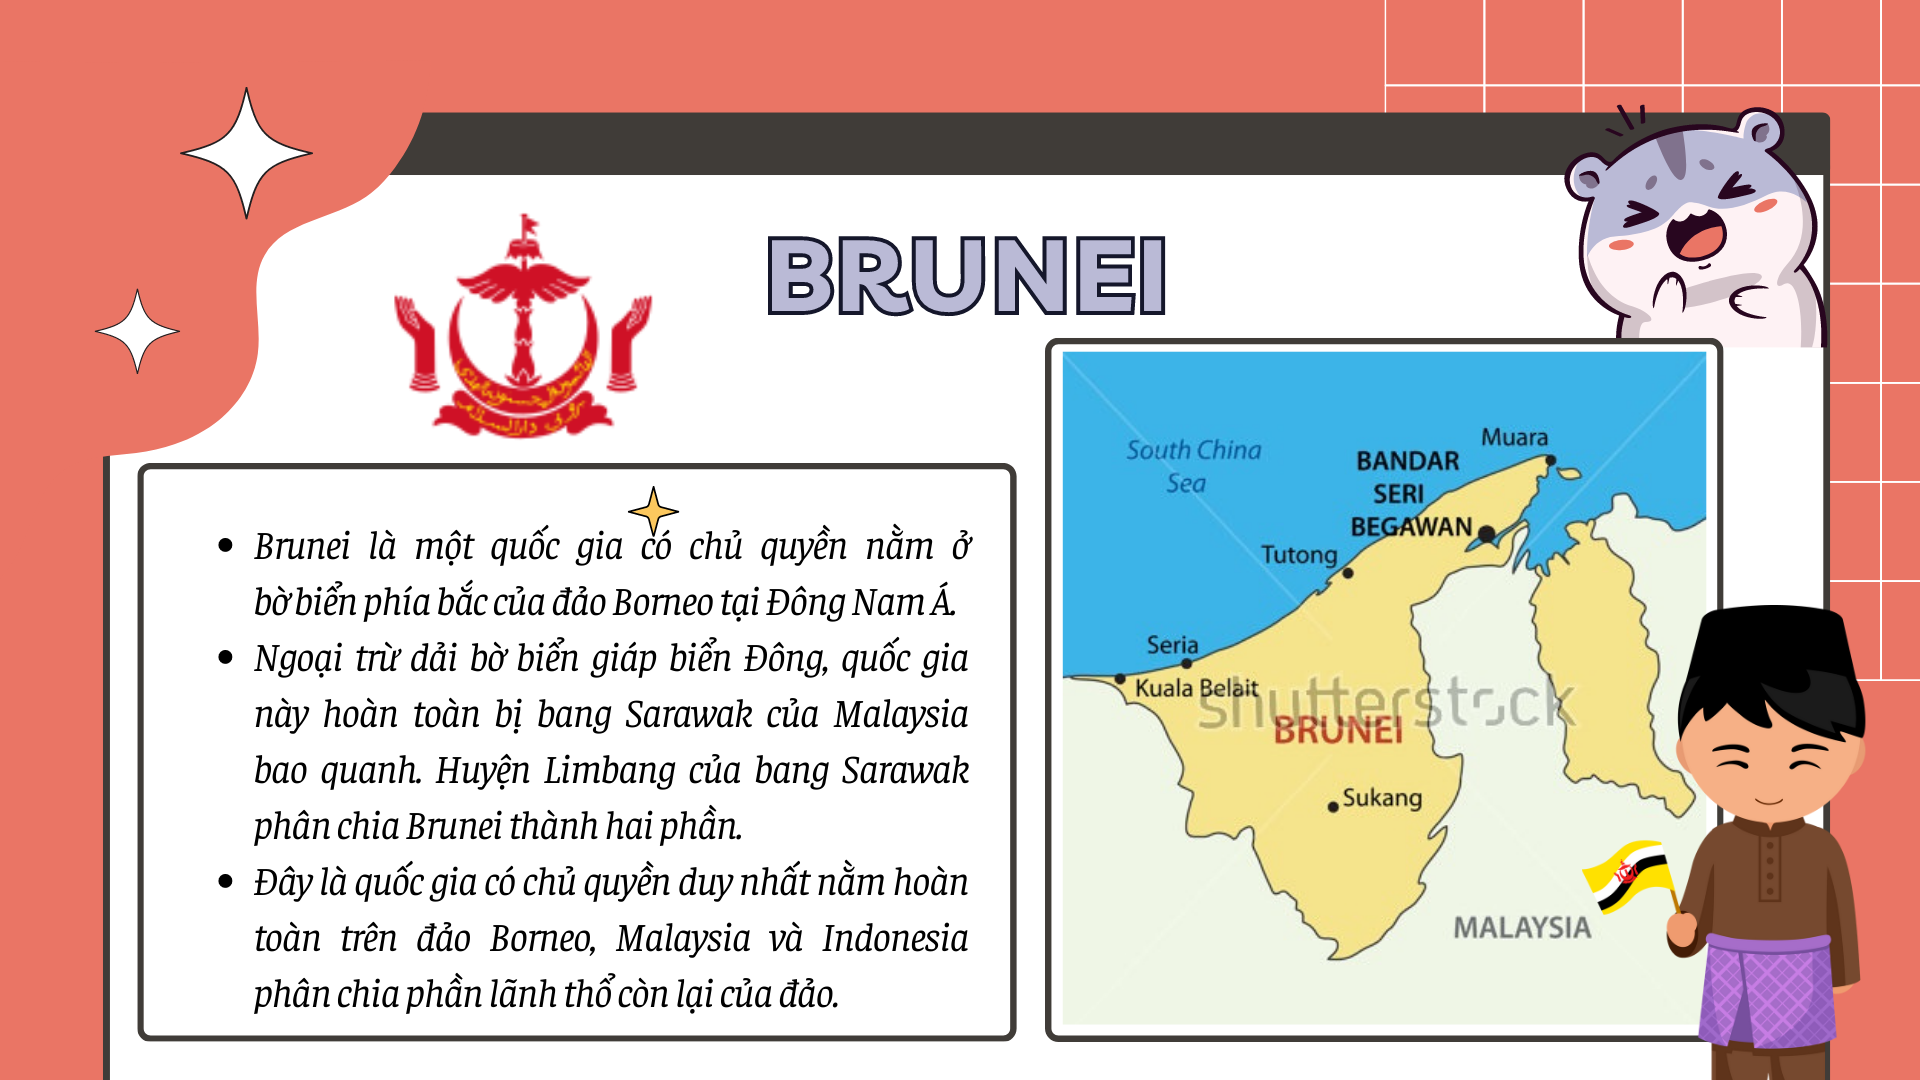 BRUNEI
Brunei là một quốc gia có chủ quyền nằm ở
bờ biển phía bắc của đảo Borneo tại Đông Nam Á.
Ngoại trừ dải bờ biển giáp biển Đông, quốc gia
này hoàn toàn bị bang Sarawak của Malaysia
bao quanh. Huyện Limbang của bang Sarawak
phân chia Brunei thành hai phần.
Đây là quốc gia có chủ quyền duy nhất nằm hoàn
toàn trên đảo Borneo, Malaysia và Indonesia
phân chia phần lãnh thổ còn lại của đảo.
South China
Sea
Muara
BANDAR
SERI
BEGAWAN
Tutong
Seria
Kuala Belait
shutterstock
BRUNEI
Sukang
MALAYSIA